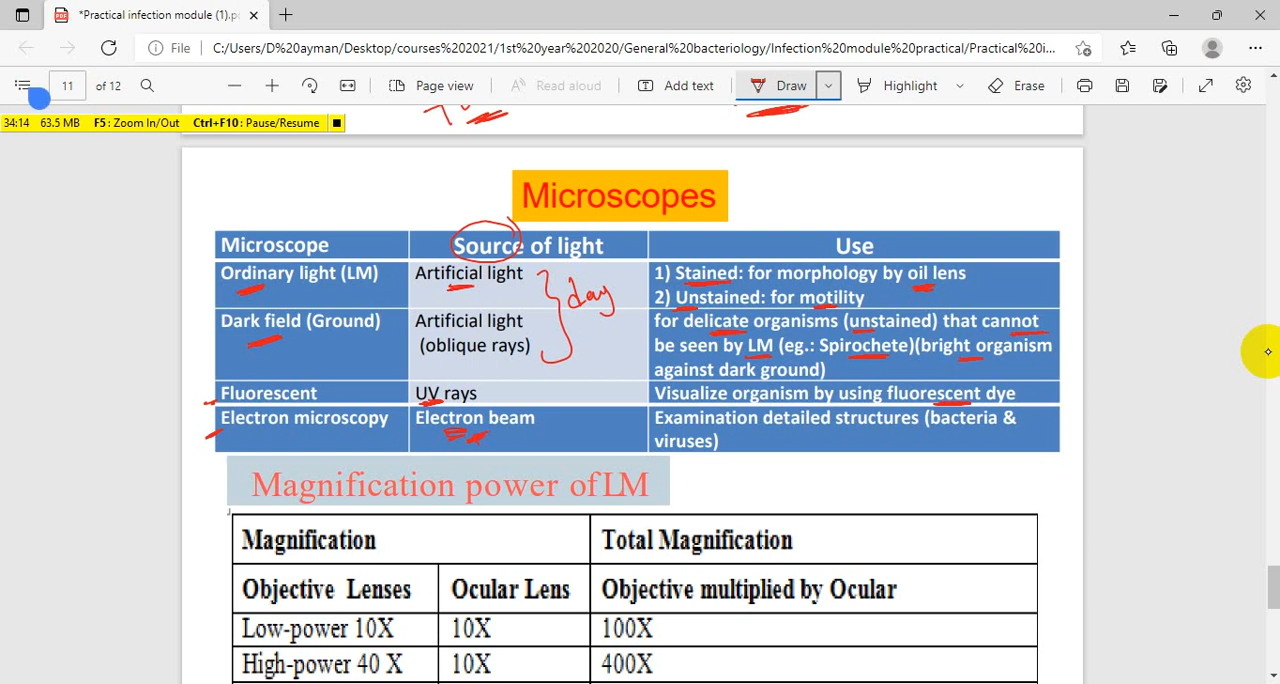 *Practical infection module (1).p
File C:/Users/D%20ayman/Desktop/courses%202021/1st%20year%202020/General%20bacteriology/Infection%20module%20practical/Practical%20i...
11 of 12 Page view Read aloud Add text Draw Highlight Erase
34:14 63.5 MB F5: Zoom In/Out Ctrl+F10: Pause/Resume
Microscopes
Microscope Source of light Use
Ordinary light (LM) Artificial light 1) Stained: for morphology by oil lens
2) Unstained: for motility
day
Dark field (Ground) Artificial light for delicate organisms (unstained) that cannot
(oblique rays) be seen by LM (eg.: Spirochete)(bright organism
against dark ground)
Fluorescent UV rays Visualize organism by using fluorescent dye
Electron microscopy Electron beam Examination detailed structures (bacteria &
viruses)
Magnification power of LM
Magnification Total Magnification
Objective Lenses Ocular Lens Objective multiplied by Ocular
Low-power 10X 10X 100X
High-power 40 X 10X 400X